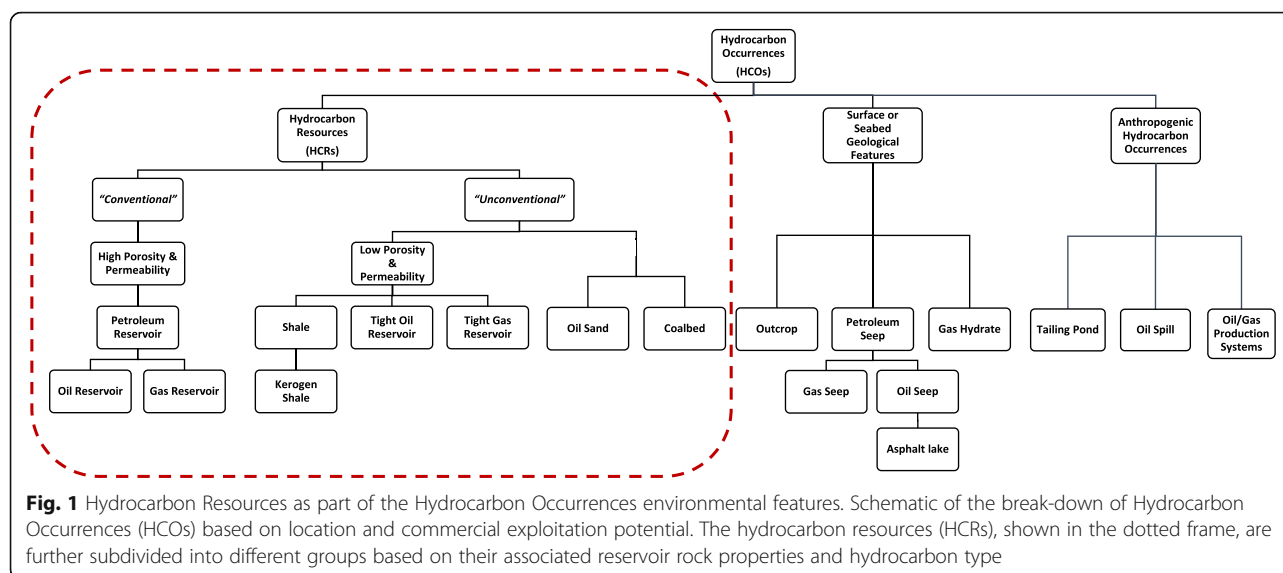 Hydrocarbon
Occurrences
(HCOs)
Hydrocarbon
Resources
(HCRs)
Surface or
Seabed
Geological
Features
Anthropogenic
Hydrocarbon
Occurrences
"Conventional"
"Unconventional"
High Porosity &
Permeability
Low Porosity
&
Permeability
Petroleum
Reservoir
Shale
Tight Oil
Reservoir
Tight Gas
Reservoir
Oil Sand
Coalbed
Outcrop
Petroleum
Seep
Gas Hydrate
Tailing Pond
Oil Spill
Oil/Gas
Production
Systems
Oil Reservoir
Gas Reservoir
Kerogen
Shale
Gas Seep
Oil Seep
Asphalt lake
Fig. 1 Hydrocarbon Resources as part of the Hydrocarbon Occurrences environmental features. Schematic of the break-down of Hydrocarbon
Occurrences (HCOs) based on location and commercial exploitation potential. The hydrocarbon resources (HCRs), shown in the dotted frame, are
further subdivided into different groups based on their associated reservoir rock properties and hydrocarbon type